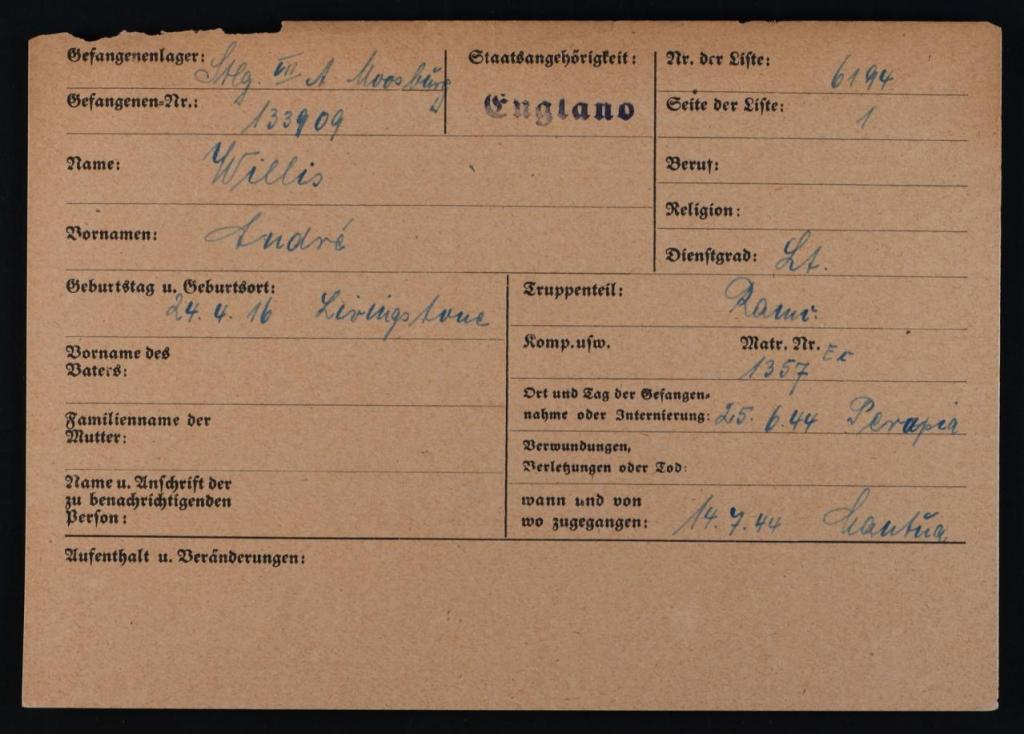 Gefangenenlager: Stlg. VII A Moosburg
Staatsangehörigkeit:
Nr. der Liste: 6194
Gefangenen-Nr.: 133909
England
Seite der Liste: 1
Name: Willis
Beruf:
Religion:
Vornamen: André
Dienstgrad: Lt.
Geburtstag u. Geburtsort:
24. 4. 16 Livingstone
Truppenteil:
Vorname des
Vaters:
Komp. usw. Matr. Nr.
1357
Familienname der
Mutter:
Ort und Tag der Gefangen-
nahme oder Internierung: 25. 6. 44
Verwundungen,
Verletzungen oder Tod:
Name u. Anschrift der
zu benachrichtigenden
Person:
wann und von
wo zugegangen: 14. 7. 44 Mantua
Aufenthalt u. Veränderungen: